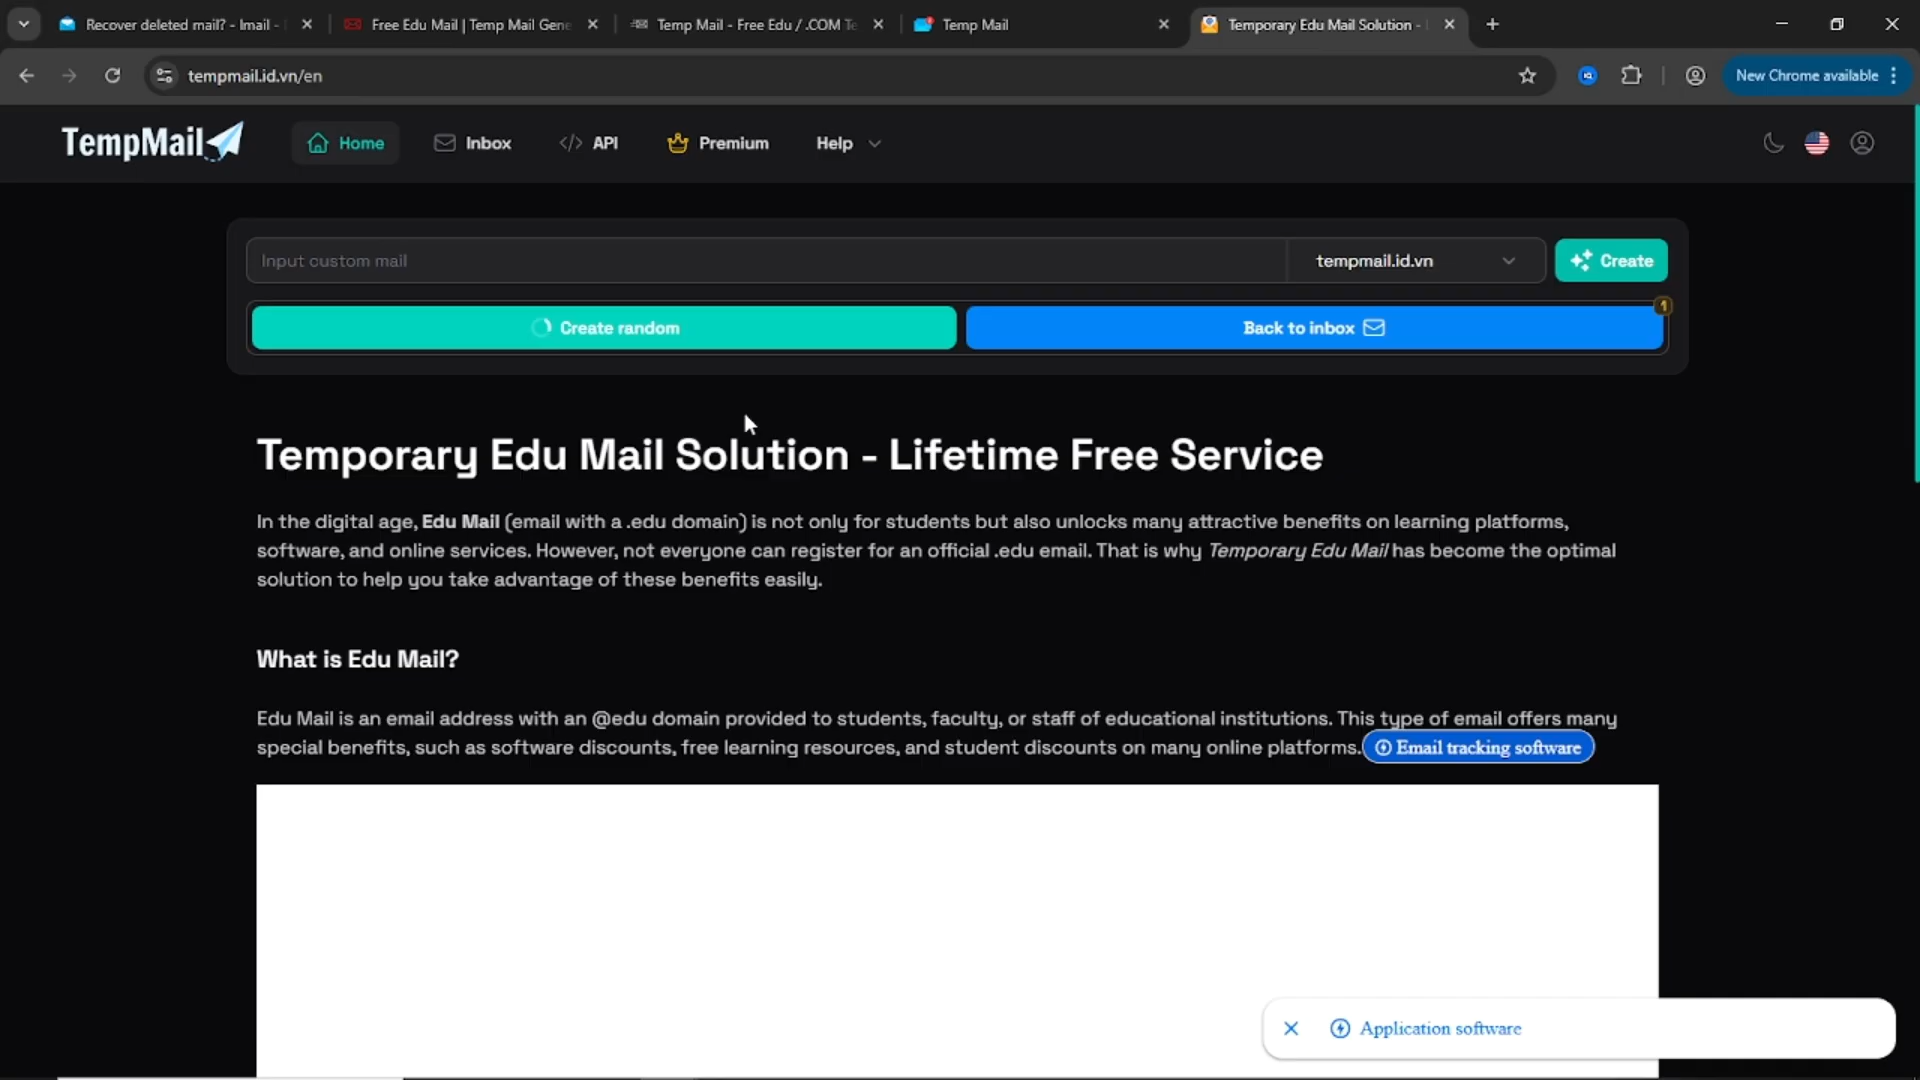 Recover deleted mail? - Imail -
Free Edu Mail | Temp Mail Gene
Temp Mail - Free Edu / .COM Te
Temp Mail
Temporary Edu Mail Solution -
tempmail.id.vn/en
New Chrome available
TempMail
Home
Inbox
API
Premium
Help
Input custom mail
tempmail.id.vn
Create
Create random
Back to inbox
1
Temporary Edu Mail Solution - Lifetime Free Service
In the digital age, Edu Mail (email with a .edu domain) is not only for students but also unlocks many attractive benefits on learning platforms,
software, and online services. However, not everyone can register for an official .edu email. That is why Temporary Edu Mail has become the optimal
solution to help you take advantage of these benefits easily.
What is Edu Mail?
Edu Mail is an email address with an @edu domain provided to students, faculty, or staff of educational institutions. This type of email offers many
special benefits, such as software discounts, free learning resources, and student discounts on many online platforms. Email tracking software
Application software